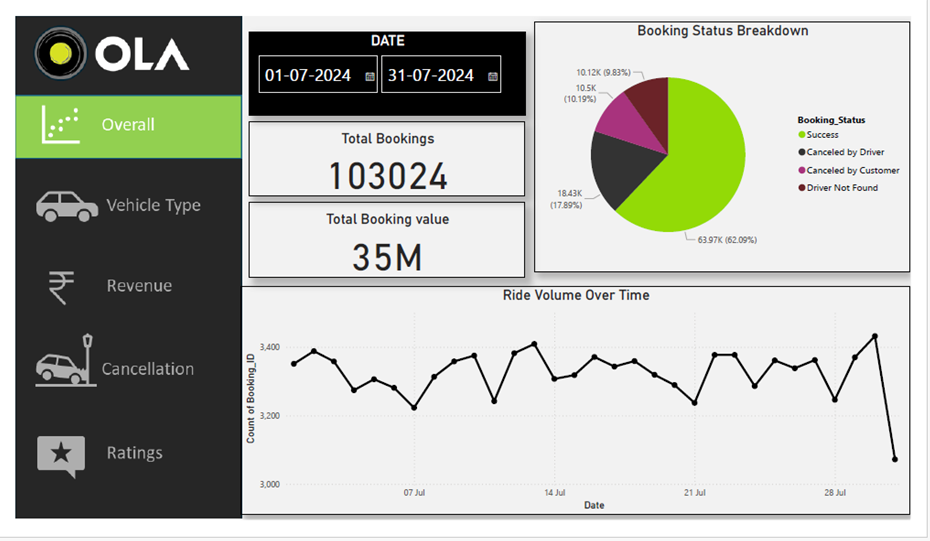 OLA
Overall
Vehicle Type
Revenue
Cancellation
Ratings
DATE
01-07-2024 31-07-2024
Total Bookings
103024
Total Booking value
35M
Booking Status Breakdown
10.12K (9.83%)
10.5K
(10.19%)
18.43K
(17.89%)
63.97K (62.09%)
Booking_Status
Success
Canceled by Driver
Canceled by Customer
Driver Not Found
Ride Volume Over Time
Count of Booking_ID
3,400
3,200
3,000
07 Jul 14 Jul 21 Jul 28 Jul
Date